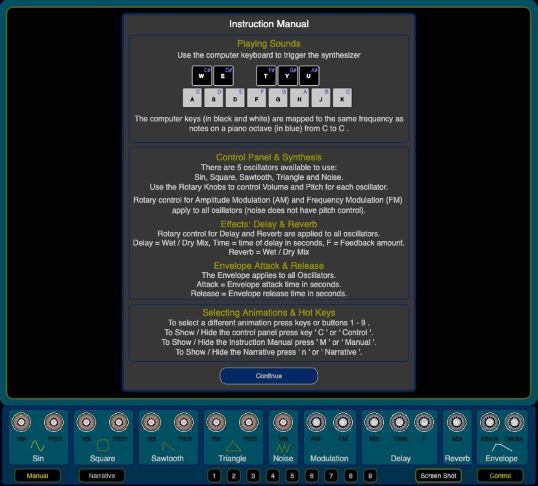 Instruction Manual
Playing Sounds
Use the computer keyboard to trigger the synthesizer
C# D# F# G# A#
W E T Y U
C D E F G A B C
A S D F G H J K
The computer keys (in black and white) are mapped to the same frequency as
notes on a piano octave (in blue) from C to C .
Control Panel & Synthesis
There are 5 oscillators available to use:
Sin, Square, Sawtooth, Triangle and Noise.
Use the Rotary Knobs to control Volume and Pitch for each oscillator.
Rotary control for Amplitude Modulation (AM) and Frequency Modulation (FM)
apply to all osillators (noise does not have pitch control).
Effects: Delay & Reverb
Rotary control for Delay and Reverb are applied to all oscillators.
Delay = Wet / Dry Mix, Time = time of delay in seconds, F = Feedback amount.
Reverb = Wet / Dry Mix
Envelope Attack & Release
The Envelope applies to all Oscillators.
Attack = Envelope attack time in seconds.
Release = Envelope release time in seconds.
Selecting Animations & Hot Keys
To select a different animation press keys or buttons 1 - 9 .
To Show / Hide the control panel press key ' C ' or ' Control '.
To Show / Hide the Instruction Manual press ' M ' or ' Manual '.
To Show / Hide the Narrative press ' n ' or ' Narrative '.
Continue
Vol Pitch Vol Pitch Vol Pitch Vol Pitch Vol AM FM Mix Time F Mix Attack Decay
Sin Square Sawtooth Triangle Noise Modulation Delay Reverb Envelope
Manual Narrative 1 2 3 4 5 6 7 8 9 Screen Shot Control